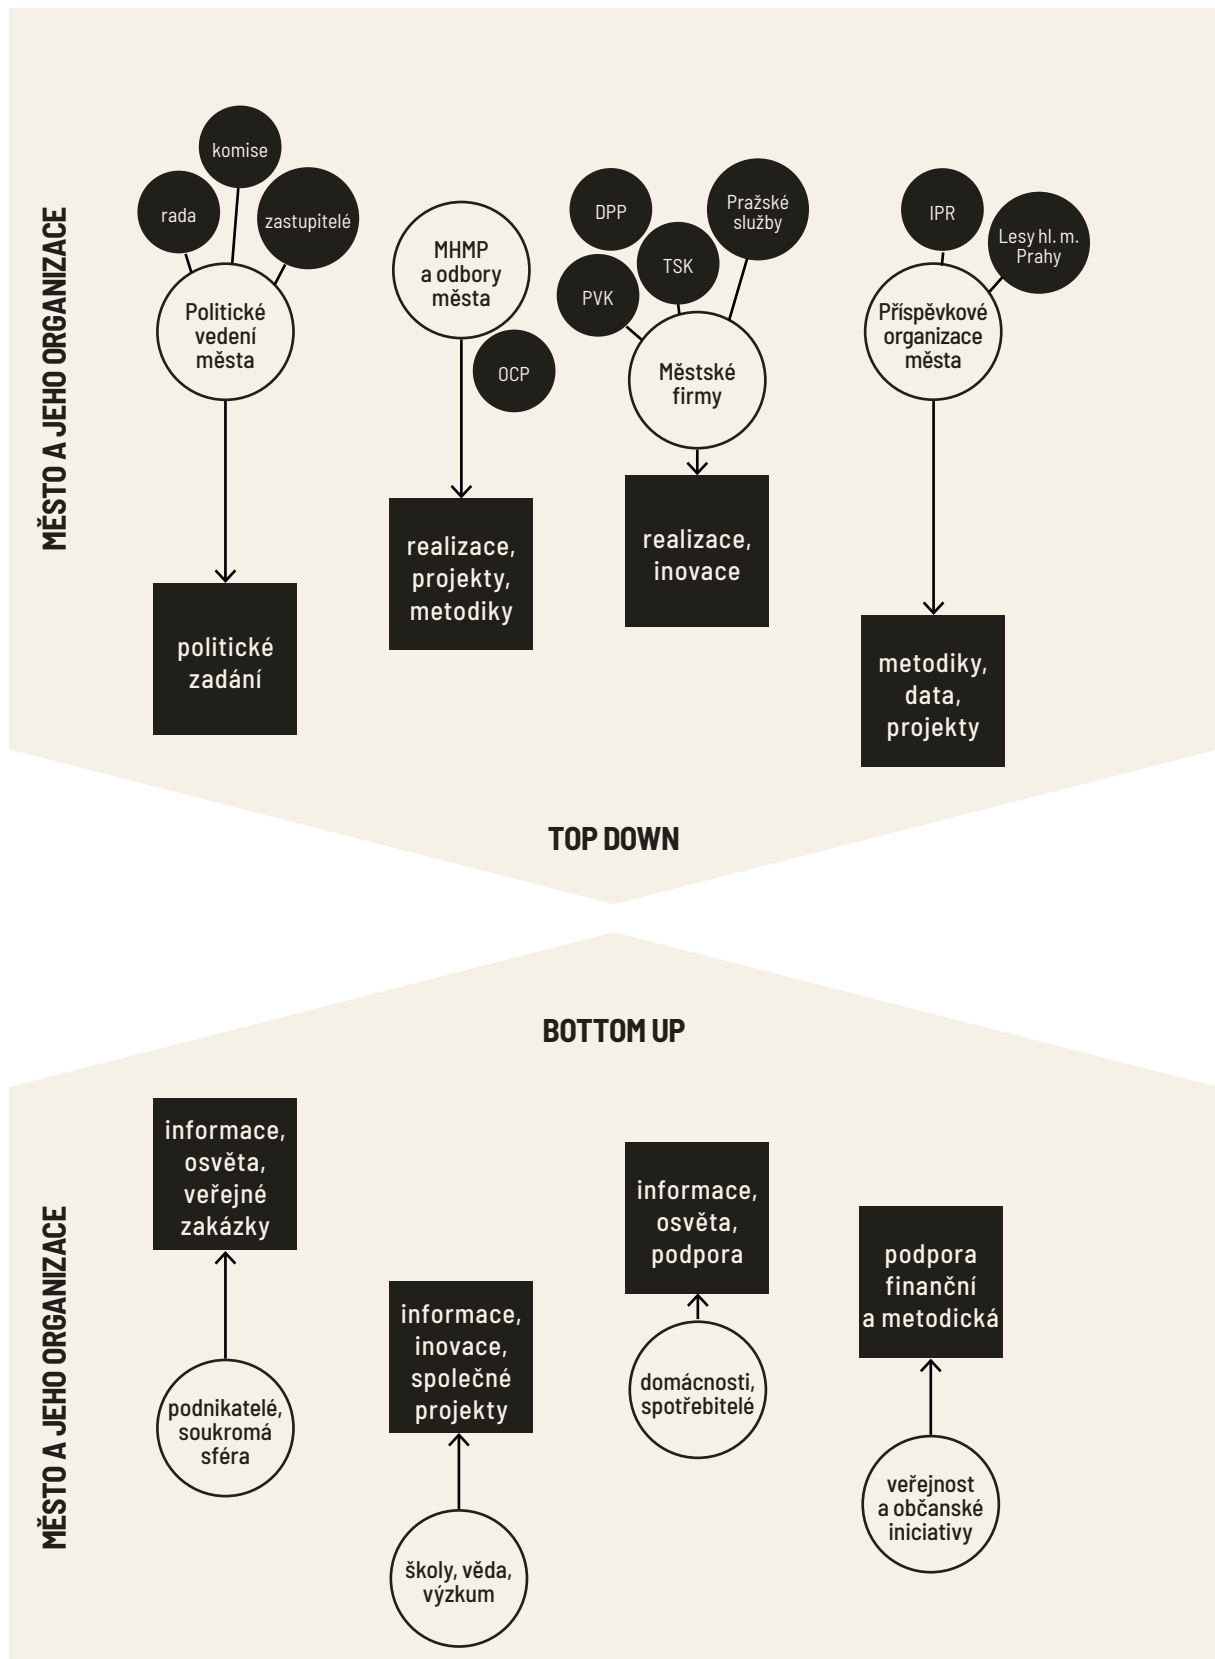 MĚSTO A JEHO ORGANIZACE
komise
rada
zastupitelé
Politické
vedení
města
politické
zadání
MHMP
a odbory
města
OCP
realizace,
projekty,
metodiky
DPP
Pražské
služby
TSK
PVK
Městské
firmy
realizace,
inovace
IPR
Lesy hl. m.
Prahy
Příspěvkové
organizace
města
metodiky,
data,
projekty
TOP DOWN
BOTTOM UP
MĚSTO A JEHO ORGANIZACE
informace,
osvěta,
veřejné
zakázky
podnikatelé,
soukromá
sféra
informace,
inovace,
společné
projekty
školy, věda,
výzkum
informace,
osvěta,
podpora
domácnosti,
spotřebitelé
podpora
finanční
a metodická
veřejnost
a občanské
iniciativy